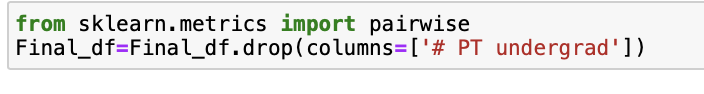 from sklearn.metrics import pairwise
Final_df=Final_df.drop(columns=['# PT undergrad'])